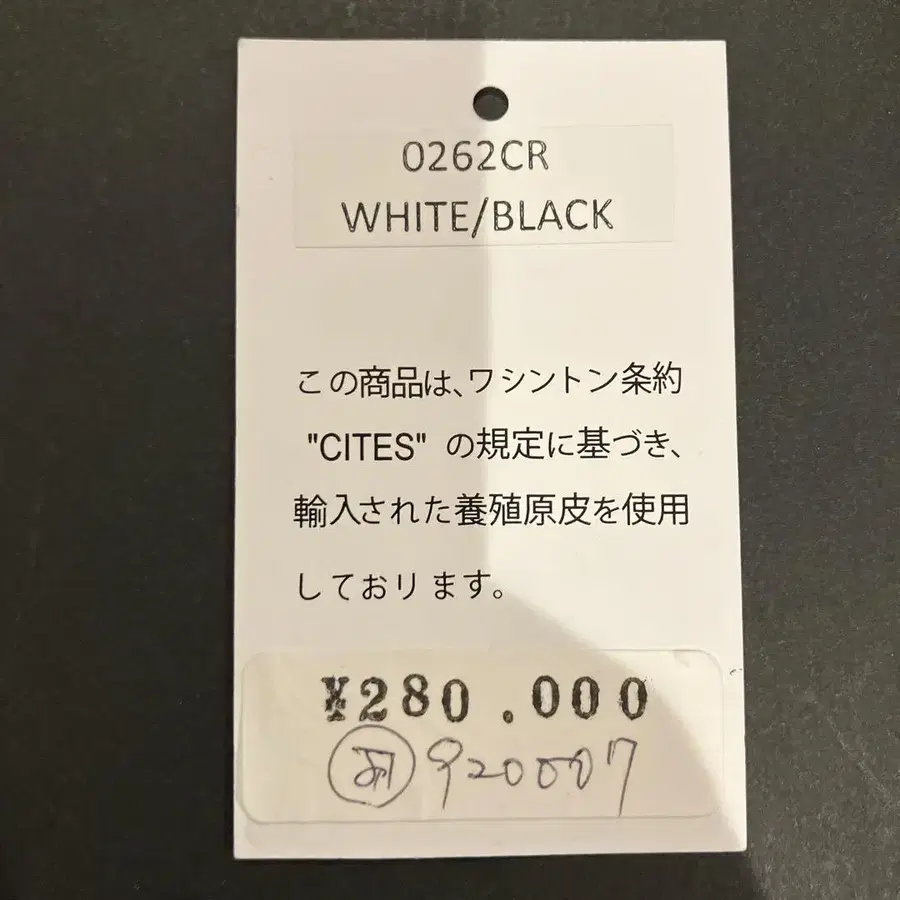 0262CR
WHITE/BLACK
この商品は、ワシントン条約
"CITES" の規定に基づき、
輸入された養殖原皮を使用
しております。
¥280.000
920007